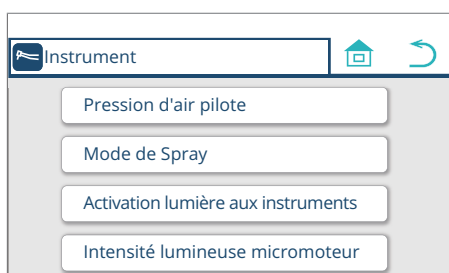 Instrument
Pression d'air pilote
Mode de Spray
Activation lumière aux instruments
Intensité lumineuse micromoteur